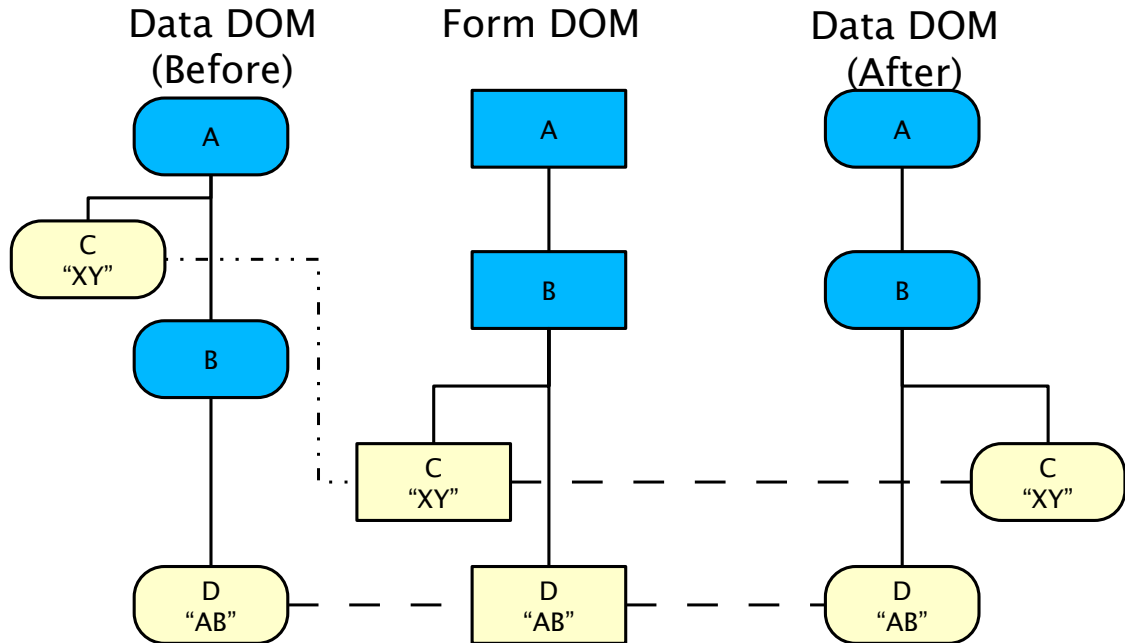 Data DOM
(Before)
Form DOM
Data DOM
(After)
A
A
A
C
“XY”
B
B
B
C
“XY”
C
“XY”
D
“AB”
D
“AB”
D
“AB”